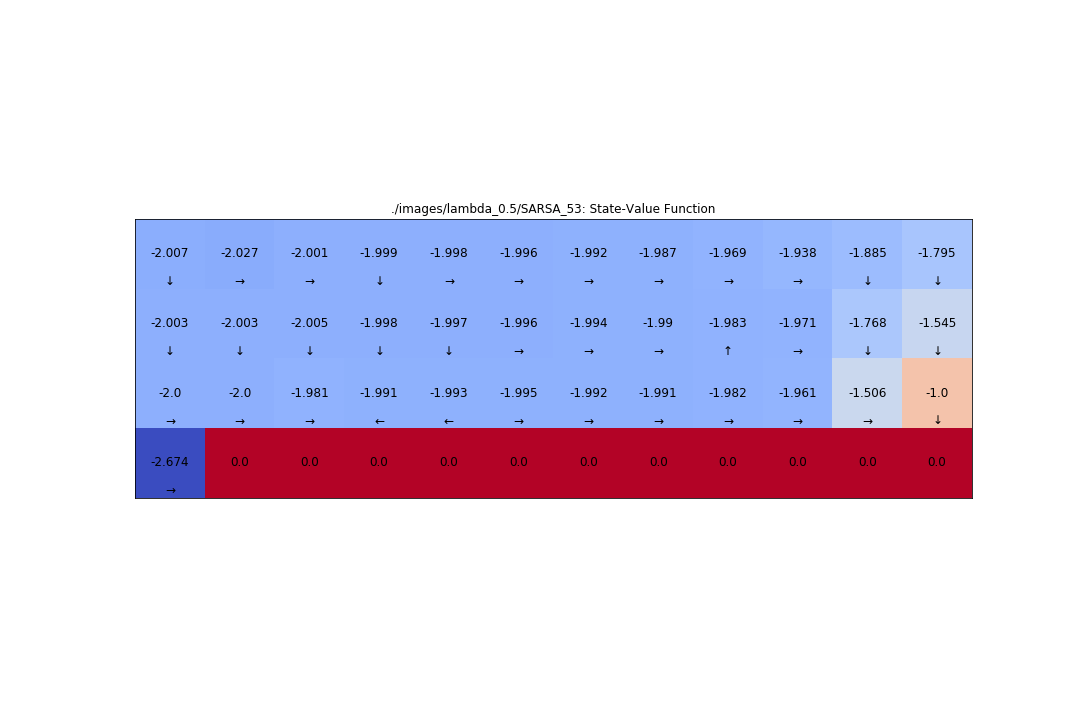 ./images/lambda_0.5/SARSA_53: State-Value Function
-2.007 -2.027 -2.001 -1.999 -1.998 -1.996 -1.992 -1.987 -1.969 -1.938 -1.885 -1.795
↓ → → ↓ → → → → → → ↓ ↓
-2.003 -2.003 -2.005 -1.998 -1.997 -1.996 -1.994 -1.99 -1.983 -1.971 -1.768 -1.545
↓ ↓ ↓ ↓ ↓ → → → ↑ → ↓ ↓
-2.0 -2.0 -1.981 -1.991 -1.993 -1.995 -1.992 -1.991 -1.982 -1.961 -1.506 -1.0
→ → → ← ← → → → → → → ↓
-2.674 0.0 0.0 0.0 0.0 0.0 0.0 0.0 0.0 0.0 0.0 0.0
→